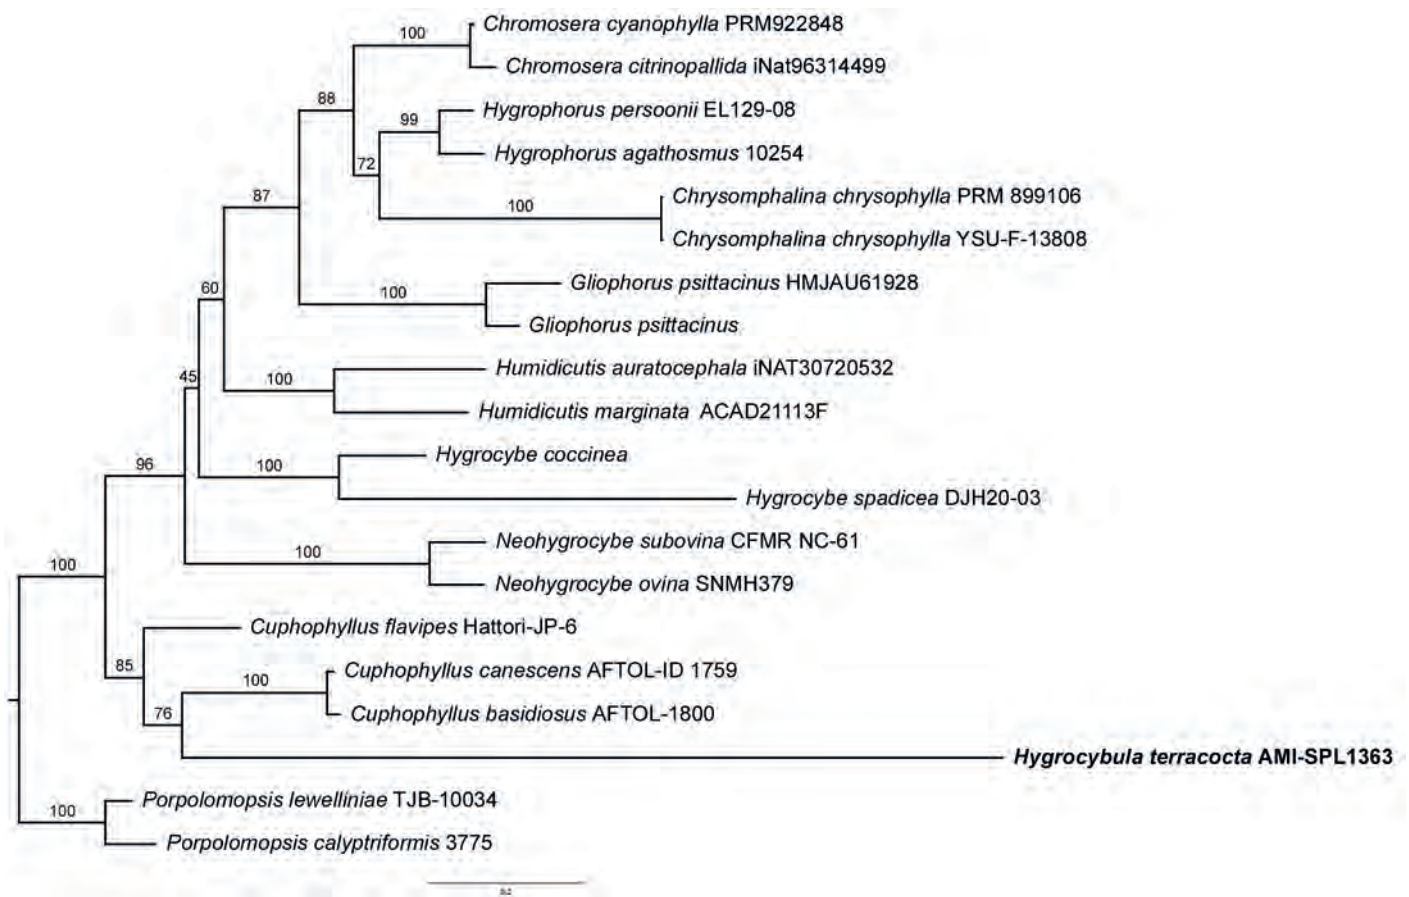 Chromosera cyanophylla PRM922848
100
Chromosera citrinopallida iNat96314499
88
Hygrophorus persoonii EL129-08
99
Hygrophorus agathosmus 10254
72
Chrysomphalina chrysophylla PRM 899106
87
100
Chrysomphalina chrysophylla YSU-F-13808
Gliophorus psittacinus HMJAU61928
60
100
Gliophorus psittacinus
Humidicutis auratocephala iNAT30720532
45
100
Humidicutis marginata ACAD21113F
Hygrocybe coccinea
96
100
Hygrocybe spadicea DJH20-03
Neohygrocybe subovina CFMR NC-61
100
100
Neohygrocybe ovina SNMH379
Cuphophyllus flavipes Hattori-JP-6
85
Cuphophyllus canescens AFTOL-ID 1759
100
Cuphophyllus basidiosus AFTOL-1800
76
Hygrocybula terracocta AMI-SPL1363
Porpolomopsis lewelliniae TJB-10034
100
Porpolomopsis calyptriformis 3775